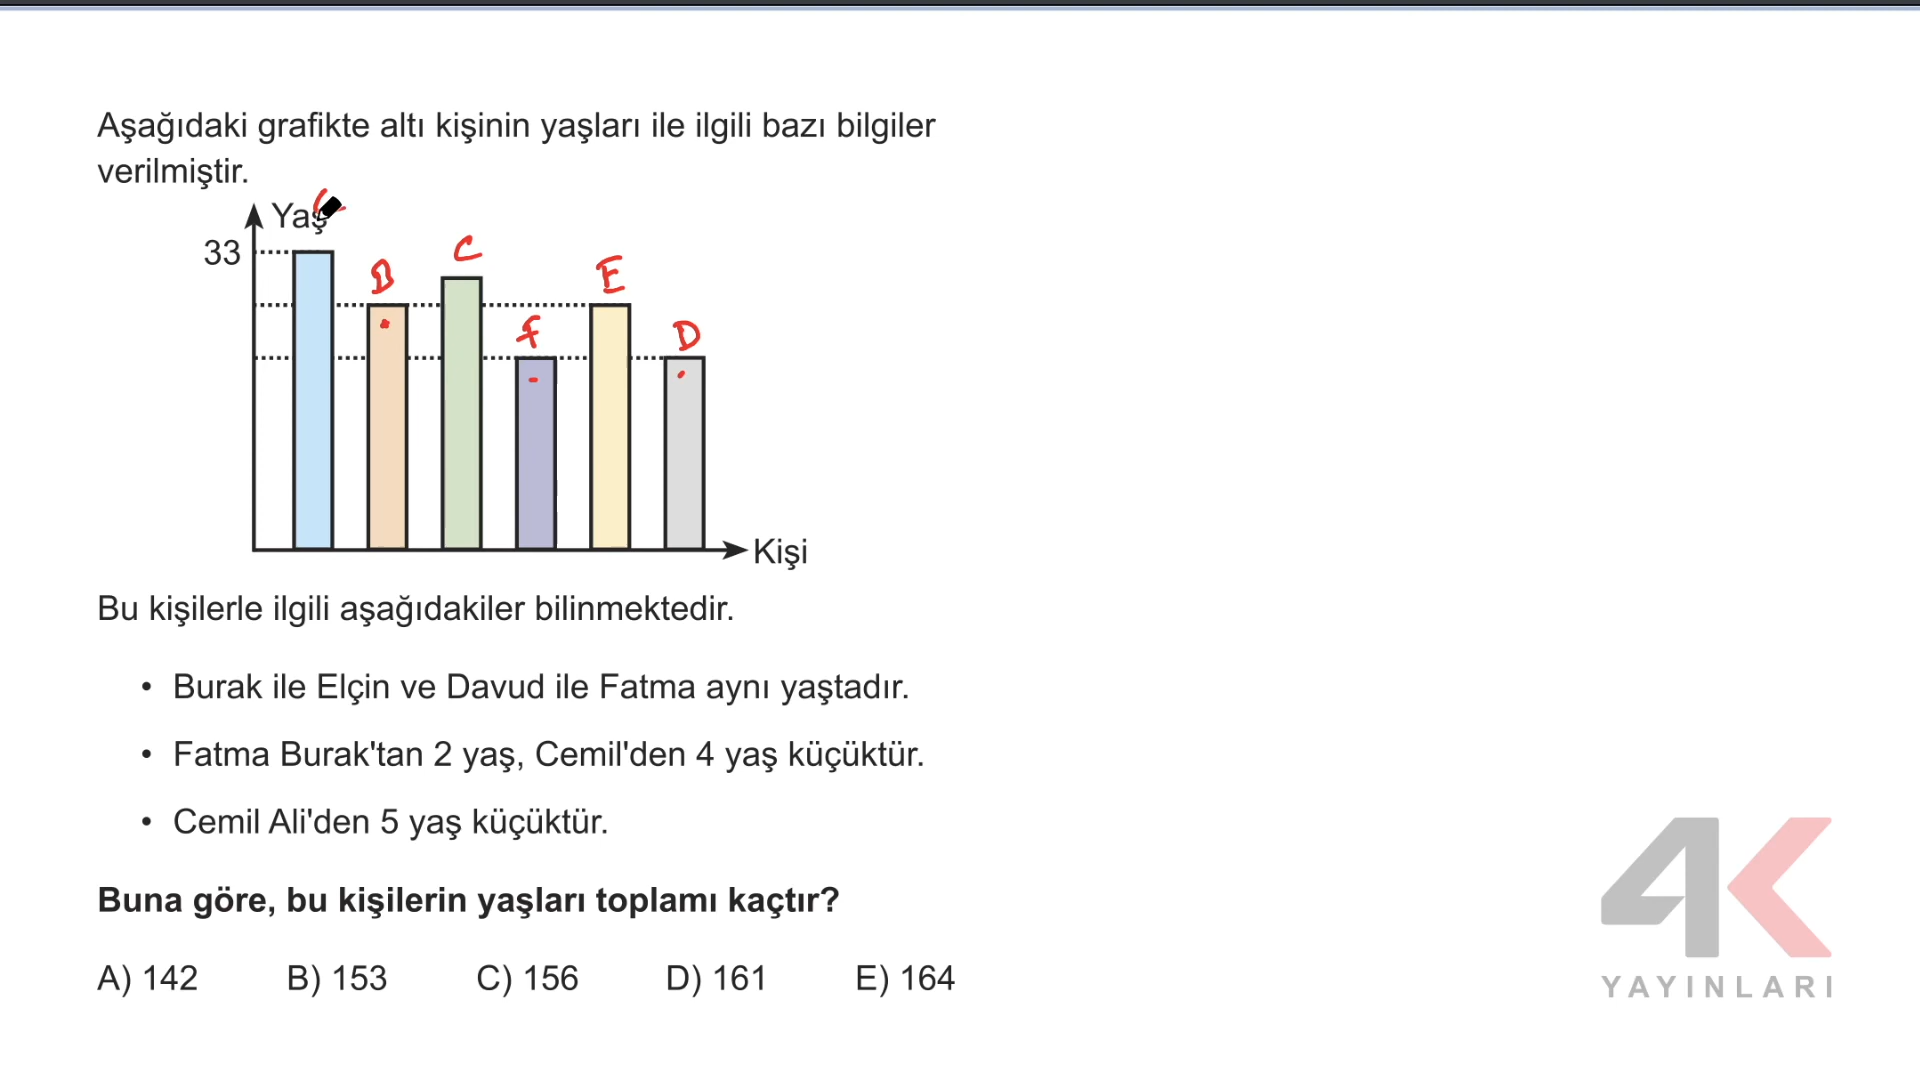 Aşağıdaki grafikte altı kişinin yaşları ile ilgili bazı bilgiler
verilmiştir.
Yaş
33
B
C
E
f
D
Kişi
Bu kişilerle ilgili aşağıdakiler bilinmektedir.
• Burak ile Elçin ve Davud ile Fatma aynı yaştadır.
• Fatma Burak'tan 2 yaş, Cemil'den 4 yaş küçüktür.
• Cemil Ali'den 5 yaş küçüktür.
Buna göre, bu kişilerin yaşları toplamı kaçtır?
A) 142 B) 153 C) 156 D) 161 E) 164
4K
YAYINLARI